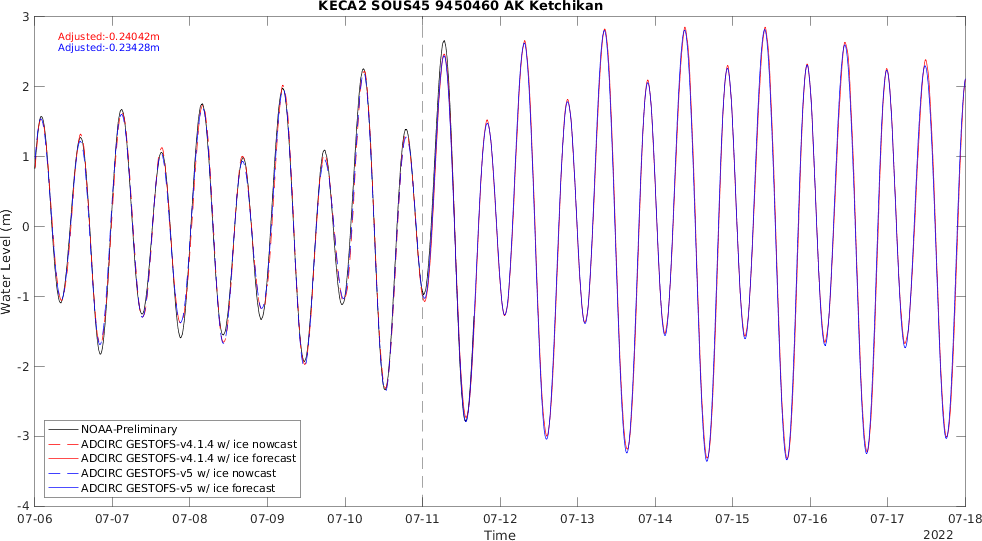 KECA2 SOUS45 9450460 AK Ketchikan
Adjusted:-0.24042m
Adjusted:-0.23428m
3
2
1
0
-1
-2
-3
-4
Water Level (m)
NOAA-Preliminary
ADCIRC GESTOFS-v4.1.4 w/ ice nowcast
ADCIRC GESTOFS-v4.1.4 w/ ice forecast
ADCIRC GESTOFS-v5 w/ ice nowcast
ADCIRC GESTOFS-v5 w/ ice forecast
07-06 07-07 07-08 07-09 07-10 07-11 07-12 07-13 07-14 07-15 07-16 07-17 07-18
Time
2022